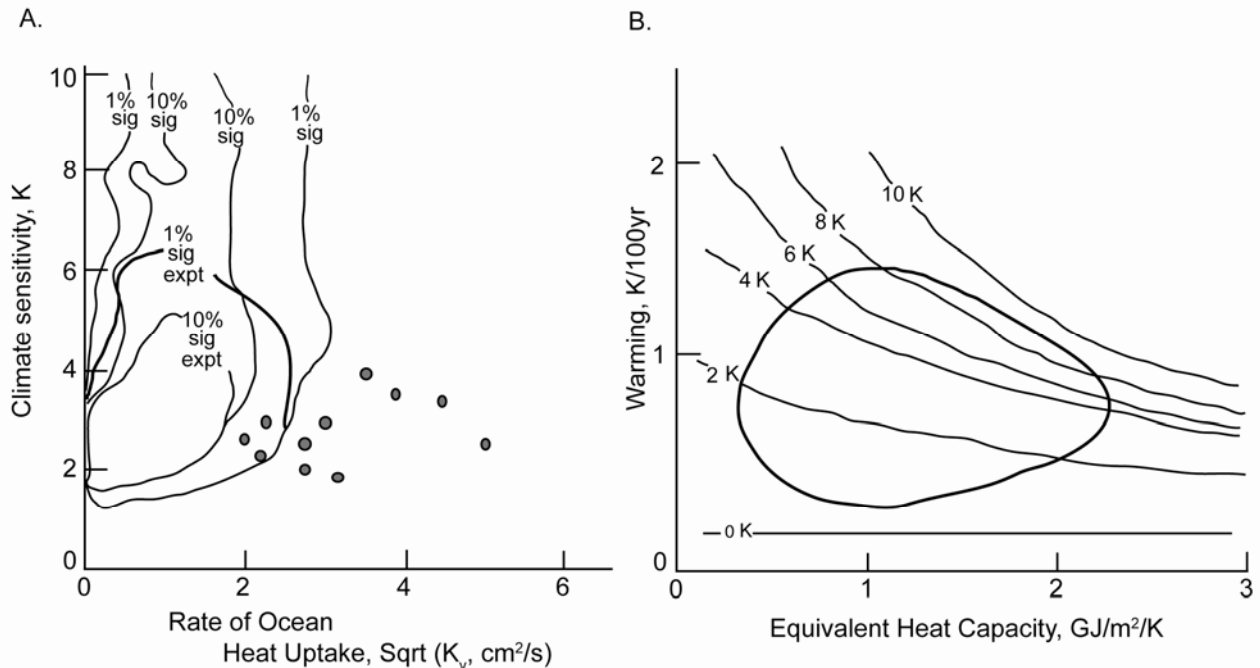 A.
Climate sensitivity, K
10
8
6
4
2
0
1%
sig
10%
sig
10%
sig
1%
sig
1%
sig
expt
10%
sig
expt
0
2
4
6
Rate of Ocean
Heat Uptake, Sqrt (Kv, cm²/s)
B.
Warming, K/100yr
2
1
0
10 K
8 K
6 K
4 K
2 K
0 K
0
1
2
3
Equivalent Heat Capacity, GJ/m²/K